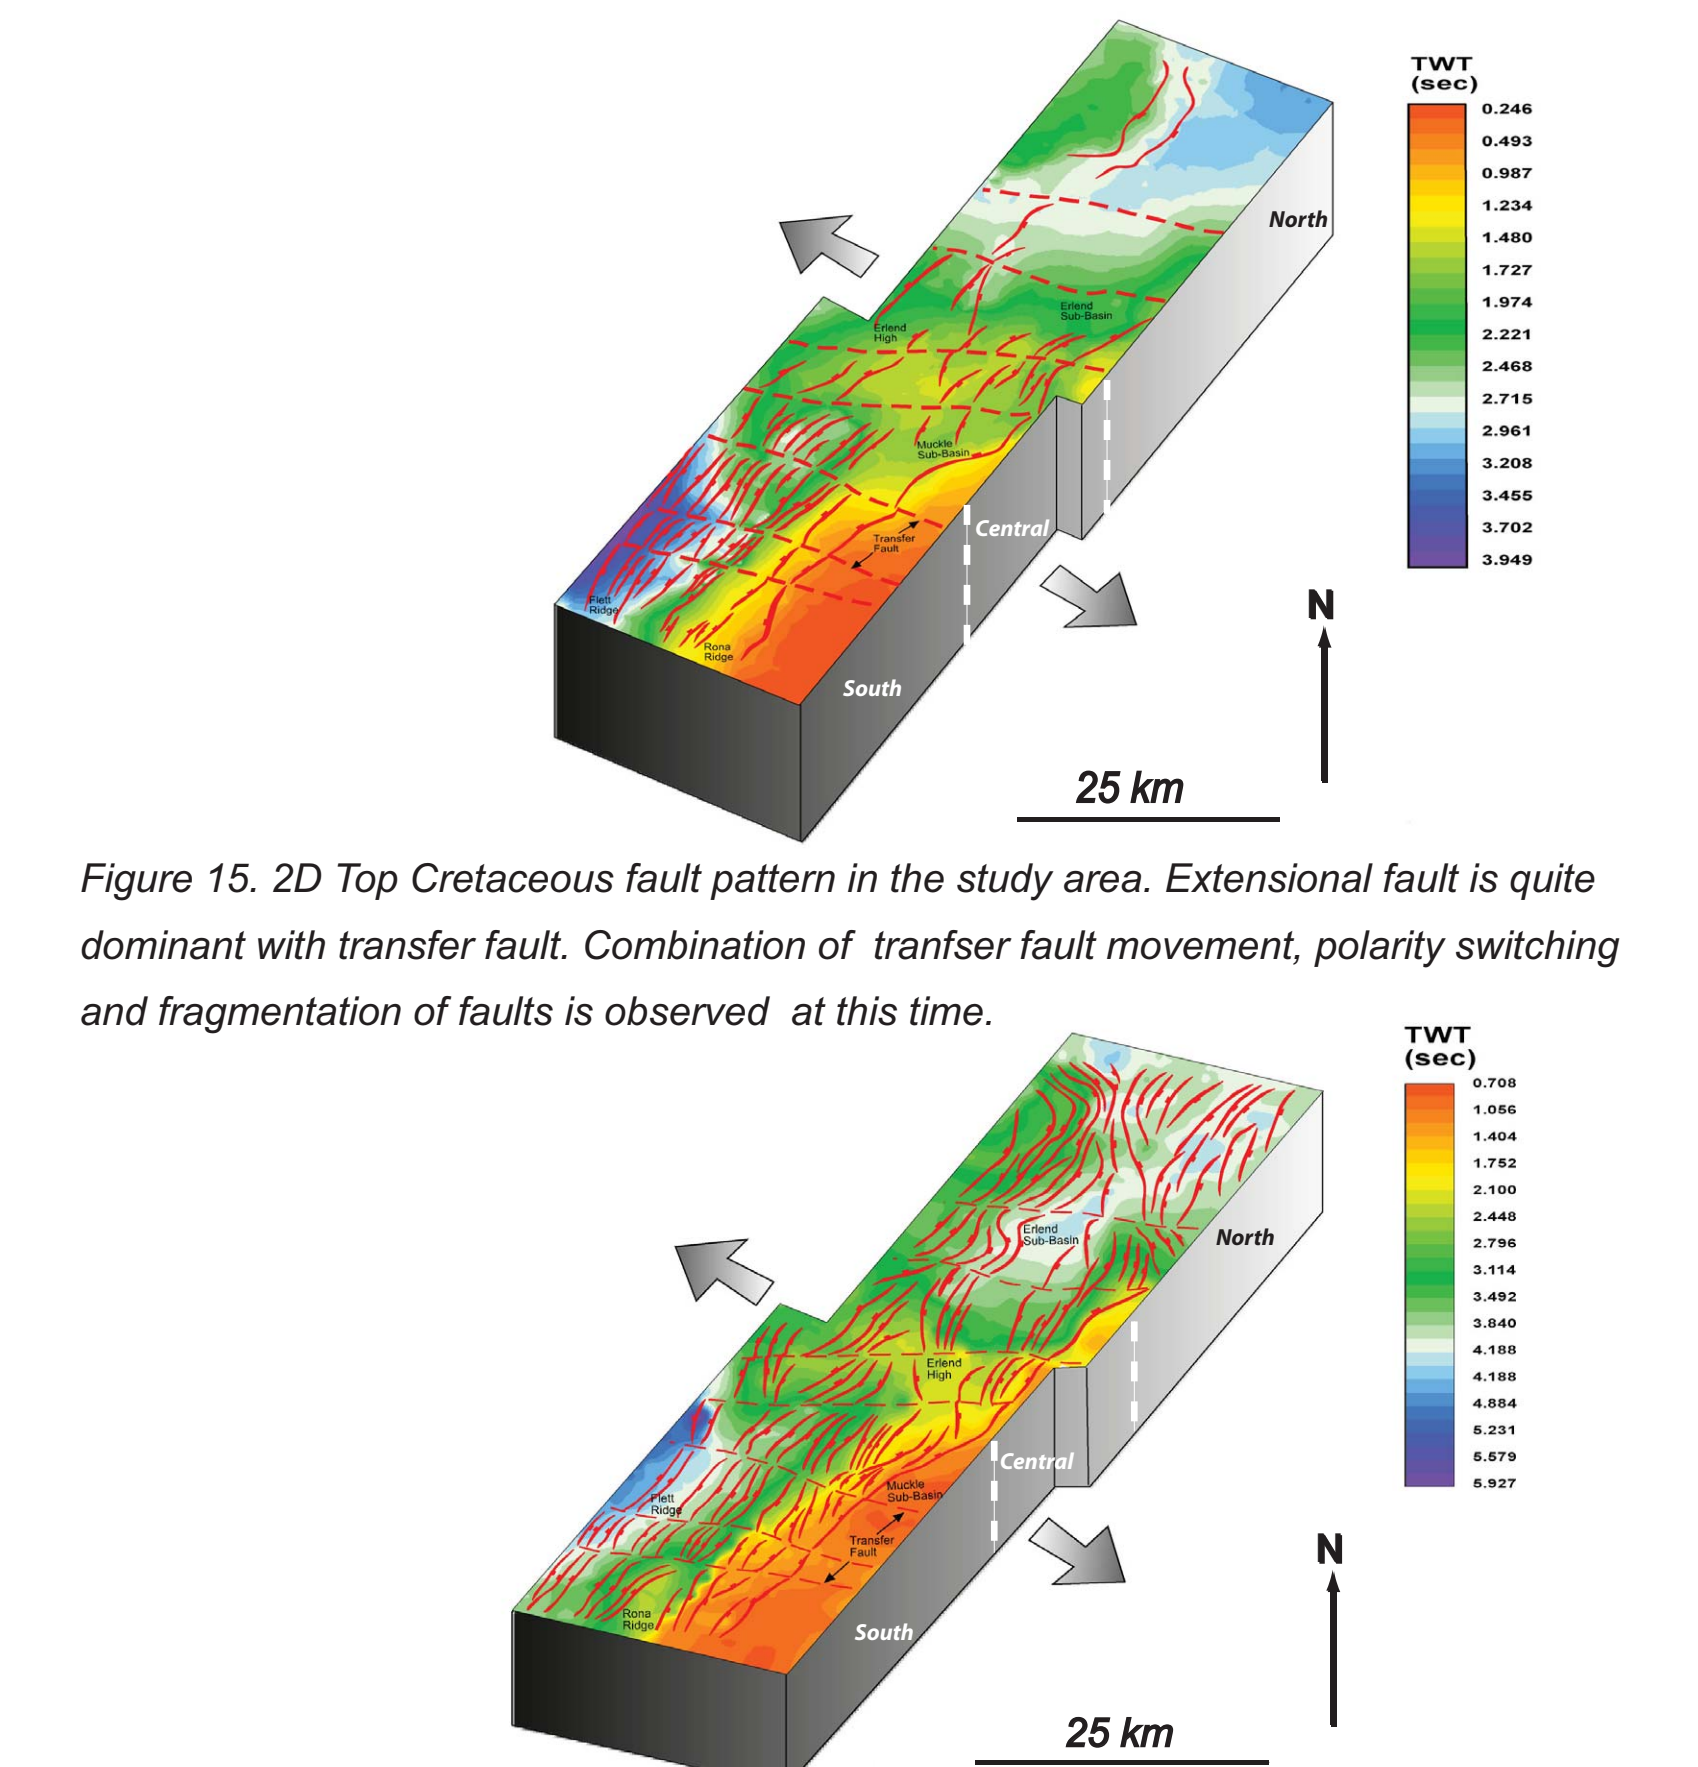 TWT
(sec)
0.246
0.493
0.987
1.234
1.480
1.727
1.974
2.221
2.468
2.715
2.961
3.208
3.455
3.702
3.949
North
Erlend
Sub-Basin
Erlend
High
Muckle
Sub-Basin
Central
Transfer
Fault
Flett
Ridge
Rona
Ridge
South
N
25 km
Figure 15. 2D Top Cretaceous fault pattern in the study area. Extensional fault is quite
dominant with transfer fault. Combination of tranfser fault movement, polarity switching
and fragmentation of faults is observed at this time.
TWT
(sec)
0.708
1.056
1.404
1.752
2.100
2.448
2.796
3.114
3.492
3.840
4.188
4.188
4.884
5.231
5.579
5.927
Erlend
Sub-Basin
North
Erlend
High
Central
Muckle
Sub-Basin
Flett
Ridge
Transfer
Fault
Rona
Ridge
South
N
25 km